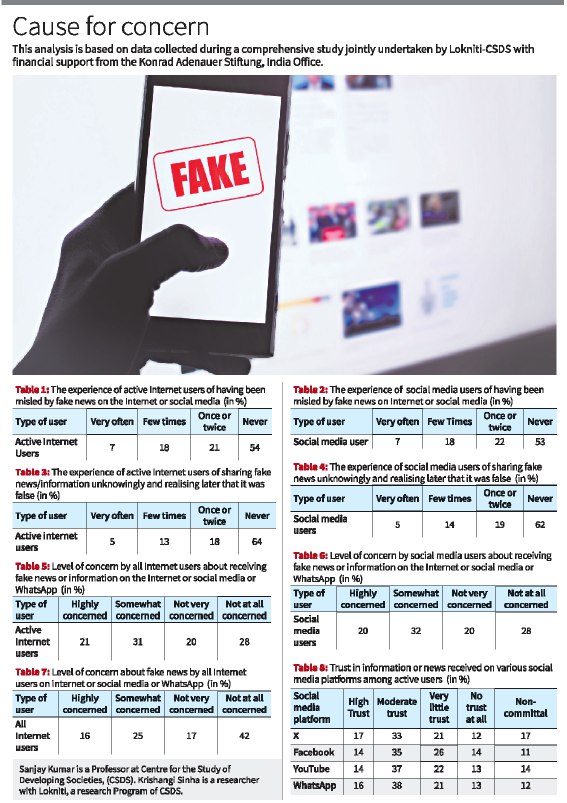 Cause for concern
This analysis is based on data collected during a comprehensive study jointly undertaken by Lokniti-CSDS with
financial support from the Konrad Adenauer Stiftung, India Office.
FAKE
Table 1: The experience of active Internet users of having been
misled by fake news on the Internet or social media (in %)
Type of user Very often Few times Once or twice Never
Active Internet Users 7 18 21 54
Table 2: The experience of social media users of having been
misled by fake news on Internet or social media (in %)
Type of user Very often Few Times Once or twice Never
Social media user 7 18 22 53
Table 3: The experience of active Internet users of sharing fake
news/information unknowingly and realising later that it was
false (in %)
Type of user Very often Few times Once or twice Never
Active internet users 5 13 18 64
Table 4: The experience of social media users of sharing fake
news unknowingly and realising later that it was false (in %)
Type of user Very often Few times Once or twice Never
Social media users 5 14 19 62
Table 5: Level of concern by all Internet users about receiving
fake news or information on the Internet or social media or
WhatsApp (in %)
Type of user Highly concerned Somewhat concerned Not very concerned Not at all concerned
Active Internet users 21 31 20 28
Table 6: Level of concern by social media users about receiving
fake news or information on the Internet or social media or
WhatsApp (in %)
Type of user Highly concerned Somewhat concerned Not very concerned Not at all concerned
Social media users 20 32 20 28
Table 7: Level of concern about fake news by all Internet
users on internet or social media or WhatsApp (in %)
Type of user Highly concerned Somewhat concerned Not very concerned Not at all concerned
All Internet users 16 25 17 42
Table 8: Trust in information or news received on various social
media platforms among active users (in %)
Social media platform High Trust Moderate trust Very little trust No trust at all Non-committal
X 17 33 21 12 17
Facebook 14 35 26 14 11
YouTube 14 37 22 13 14
WhatsApp 16 38 21 13 12
Sanjay Kumar is a Professor at Centre for the Study of
Developing Societies, (CSDS). Krishangi Sinha is a researcher
with Lokniti, a research Program of CSDS.